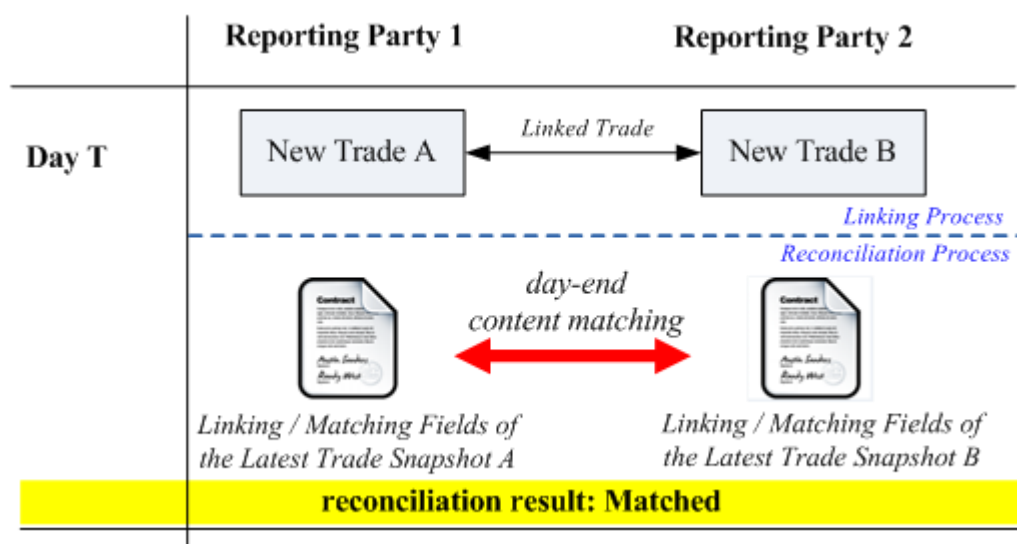 Reporting Party 1
Reporting Party 2
Day T
New Trade A
Linked Trade
New Trade B
Linking Process
Reconciliation Process
day-end
content matching
Contract
Contract
Linking / Matching Fields of
the Latest Trade Snapshot A
Linking / Matching Fields of
the Latest Trade Snapshot B
reconciliation result: Matched